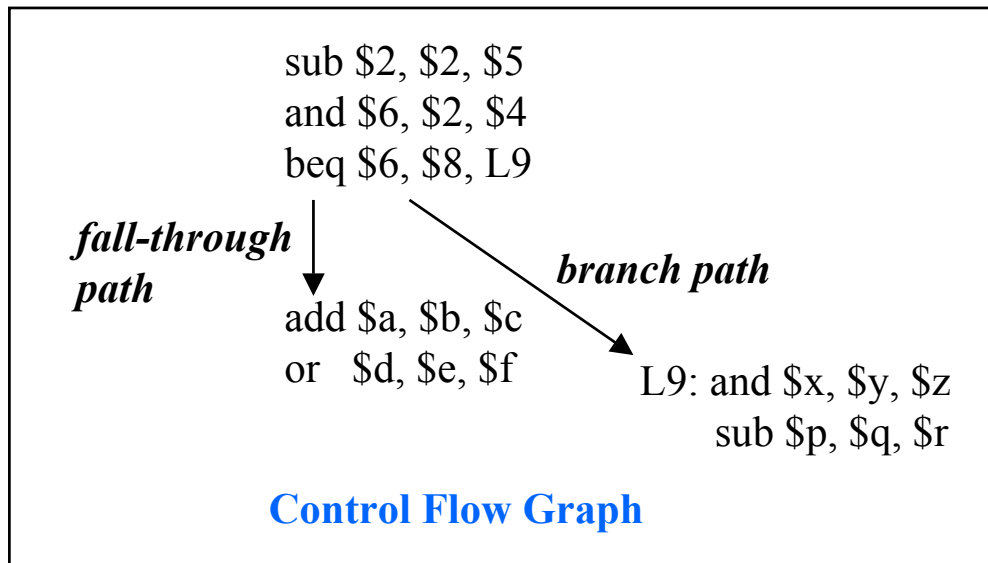 sub $2, $2, $5
and $6, $2, $4
beq $6, $8, L9
fall-through
path
branch path
add $a, $b, $c
or $d, $e, $f
L9: and $x, $y, $z
sub $p, $q, $r
Control Flow Graph